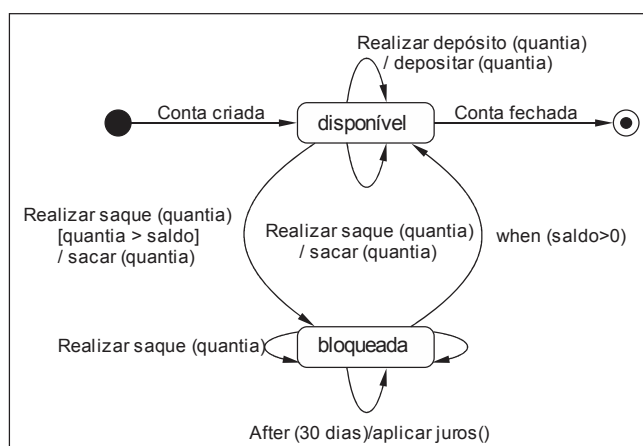 Realizar depósito (quantia)
/ depositar (quantia)
Conta criada
disponível
Conta fechada
Realizar saque (quantia)
[quantia > saldo]
/ sacar (quantia)
Realizar saque (quantia)
/ sacar (quantia)
when (saldo>0)
Realizar saque (quantia)
bloqueada
After (30 dias)/aplicar juros()